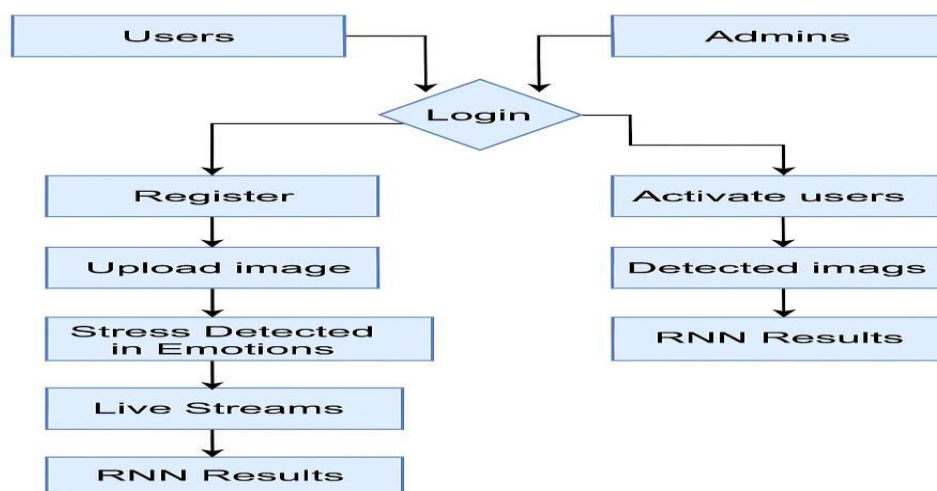 Users
Admins
Login
Register
Activate users
Upload image
Detected imags
Stress Detected
in Emotions
RNN Results
Live Streams
RNN Results